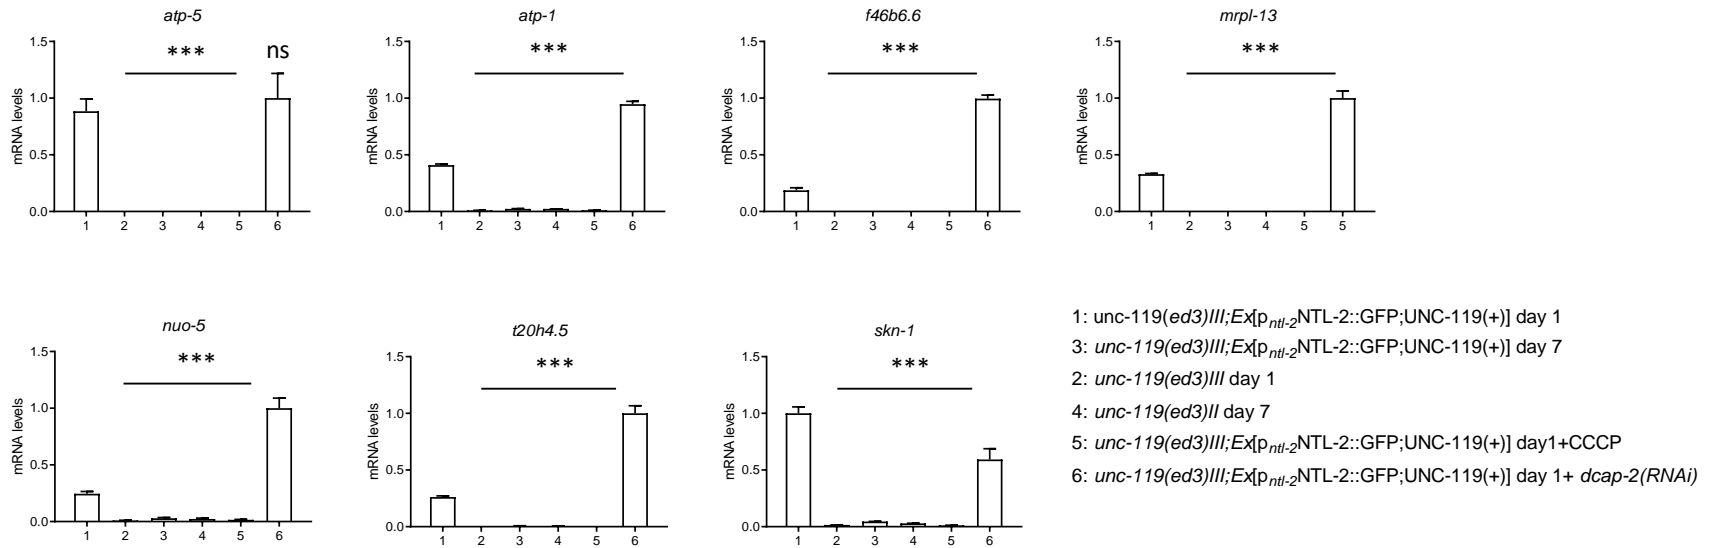 atp-5
mRNA levels
1.5
1.0
0.5
0.0
***
ns
1 2 3 4 5 6
atp-1
mRNA levels
1.5
1.0
0.5
0.0
***
1 2 3 4 5 6
f46b6.6
mRNA levels
1.5
1.0
0.5
0.0
***
1 2 3 4 5 6
mrpl-13
mRNA levels
1.5
1.0
0.5
0.0
***
1 2 3 4 5 5
nuo-5
mRNA levels
1.5
1.0
0.5
0.0
***
1 2 3 4 5 6
t20h4.5
mRNA levels
1.5
1.0
0.5
0.0
***
1 2 3 4 5 6
skn-1
mRNA levels
1.5
1.0
0.5
0.0
***
1 2 3 4 5 6
1: unc-119(ed3)III;Ex[pntl-2NTL-2::GFP;UNC-119(+)] day 1
3: unc-119(ed3)III;Ex[pntl-2NTL-2::GFP;UNC-119(+)] day 7
2: unc-119(ed3)III day 1
4: unc-119(ed3)II day 7
5: unc-119(ed3)III;Ex[pntl-2NTL-2::GFP;UNC-119(+)] day1+CCCP
6: unc-119(ed3)III;Ex[pntl-2NTL-2::GFP;UNC-119(+)] day 1+ dcap-2(RNAi)